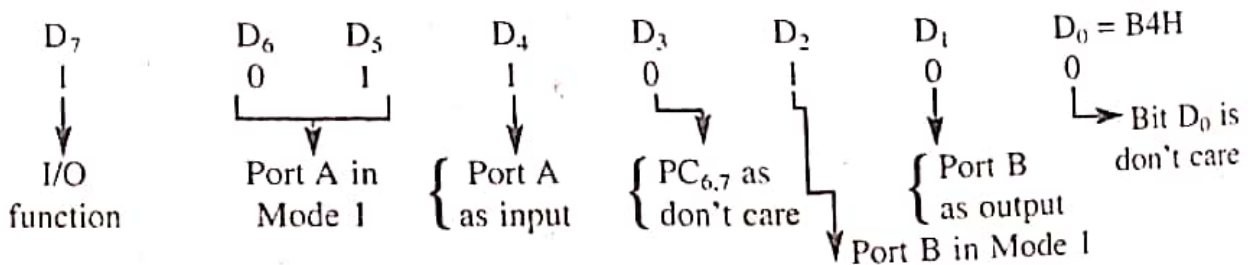 D₇ D₆ D₅ D₄ D₃ D₂ D₁ D₀ = B4H
1 0 1 1 0 1 0 0
I/O function
Port A in Mode 1
{ Port A as input
{ PC₆,₇ as don't care
{ Port B as output
Bit D₀ is don't care
Port B in Mode 1